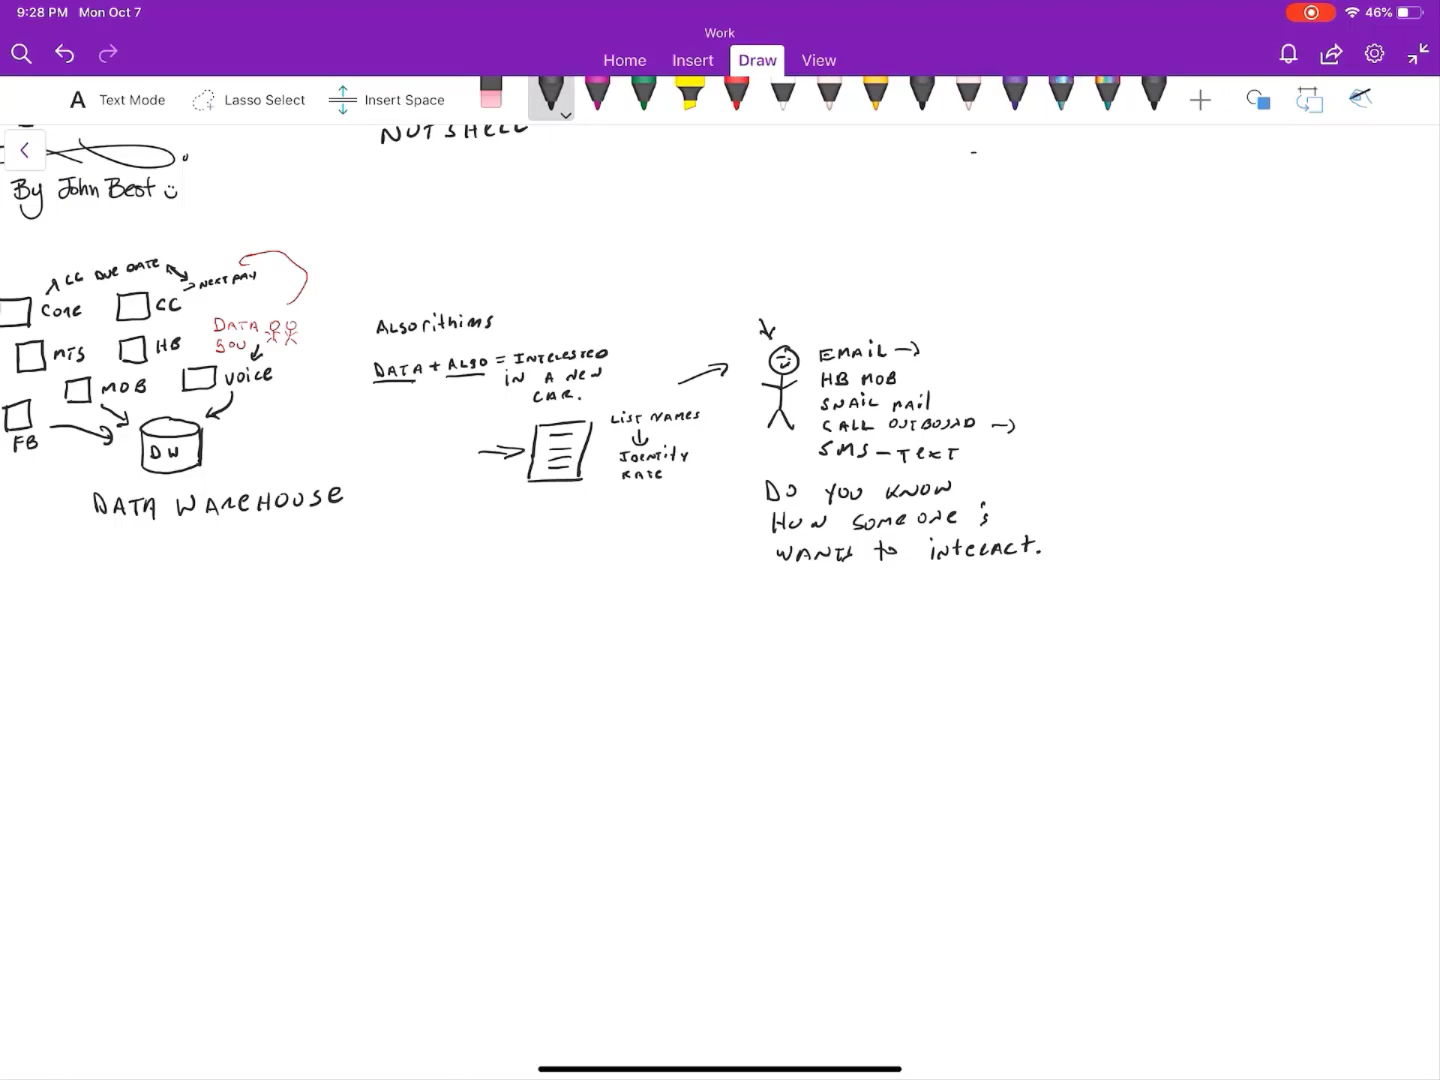 9:28 PM Mon Oct 7
46%
Work
Home Insert Draw View
A Text Mode Lasso Select Insert Space
NUTSHELL
By John Best
CC DUE DATE
NEXT PAY
Core
CC
DATA
GOV
MTS
HB
MOB
VOICE
FB
DW
DATA WAREHOUSE
Algorithims
DATA + ALGO = INTERESTED
IN A NEW
CAR.
LIST NAMES
IDENTIFY
RATE
EMAIL
HB MOB
SNAIL MAIL
CALL OUTBOUND
SMS - TEXT
DO YOU KNOW
HOW SOMEONE'S
WANTS to interact.